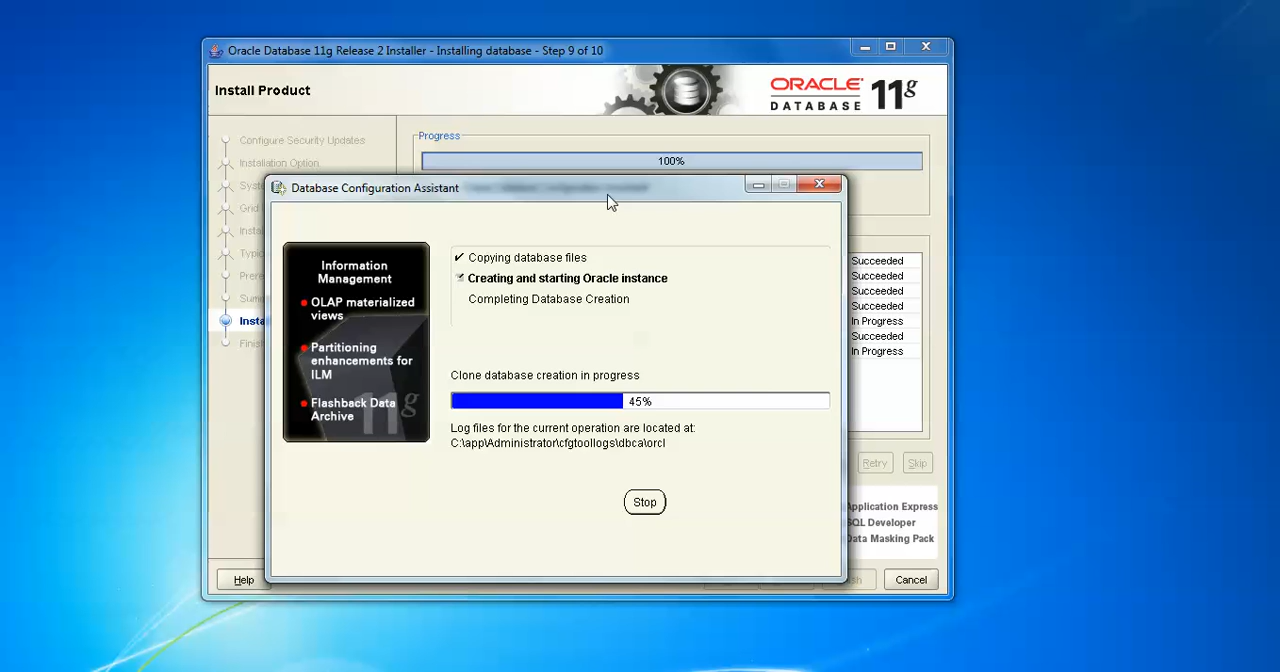 Oracle Database 11g Release 2 Installer - Installing database - Step 9 of 10
Install Product
ORACLE
DATABASE 11g
Configure Security Updates
Installation Option
Progress
100%
Database Configuration Assistant
Information
Management
OLAP materialized
views
Partitioning
enhancements for
ILM
Flashback Data
Archive
11g
Copying database files
Creating and starting Oracle instance
Completing Database Creation
Clone database creation in progress
45%
Log files for the current operation are located at:
C:\app\Administrator\cfgtoollogs\dbca\orcl
Stop
Succeeded
Succeeded
Succeeded
Succeeded
In Progress
Succeeded
In Progress
Retry
Skip
Application Express
SQL Developer
Data Masking Pack
Help
Cancel